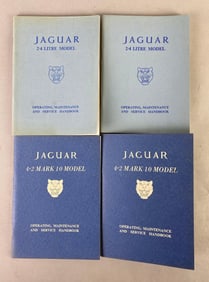 JAGUAR
2·4 LITRE MODEL
OPERATING, MAINTENANCE
AND SERVICE HANDBOOK
JAGUAR
2·4 LITRE MODEL
OPERATING, MAINTENANCE
AND SERVICE HANDBOOK
JAGUAR
4·2 MARK 10 MODEL
OPERATING, MAINTENANCE
AND SERVICE HANDBOOK
JAGUAR
4·2 MARK 10 MODEL
OPERATING, MAINTENANCE
AND SERVICE HANDBOOK